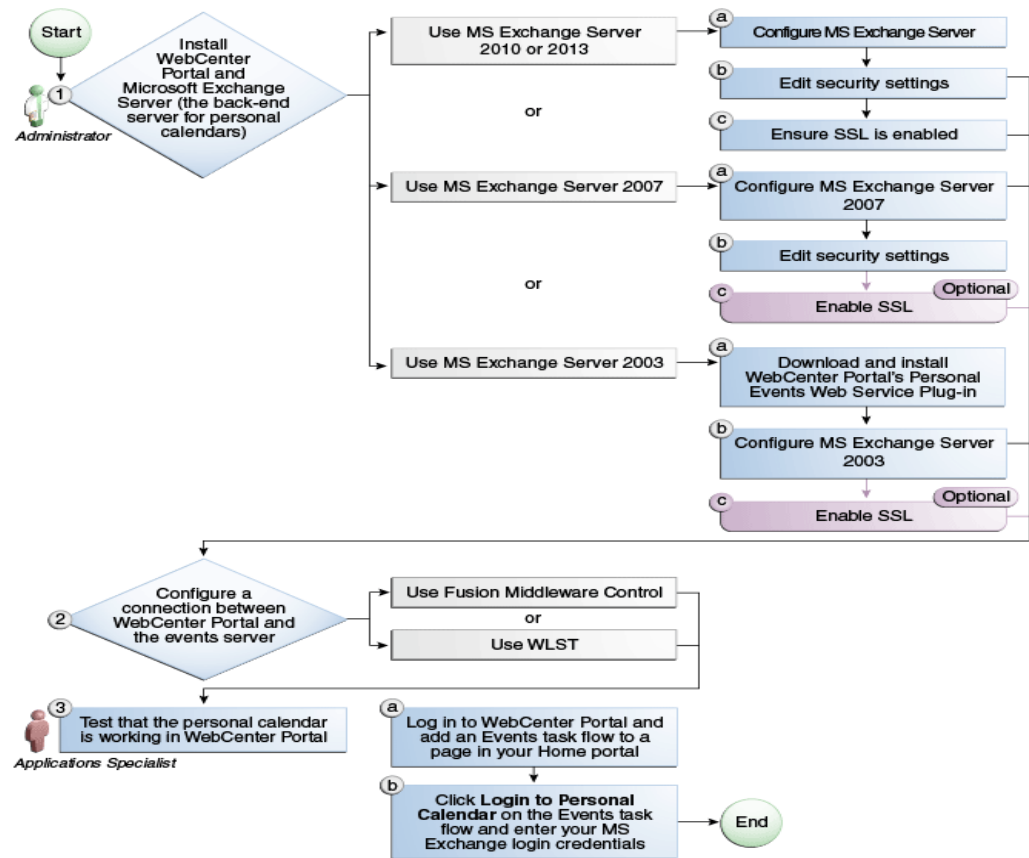 Start
1
Administrator
Install
WebCenter
Portal and
Microsoft Exchange
Server (the back-end
server for personal
calendars)
Use MS Exchange Server
2010 or 2013
a
Configure MS Exchange Server
b
Edit security settings
c
Ensure SSL is enabled
or
Use MS Exchange Server 2007
a
Configure MS Exchange Server
2007
b
Edit security settings
c
Optional
Enable SSL
or
Use MS Exchange Server 2003
a
Download and install
WebCenter Portal's Personal
Events Web Service Plug-in
b
Configure MS Exchange Server
2003
c
Optional
Enable SSL
2
Configure a
connection between
WebCenter Portal and
the events server
Use Fusion Middleware Control
or
Use WLST
3
Test that the personal calendar
is working in WebCenter Portal
Applications Specialist
a
Log in to WebCenter Portal and
add an Events task flow to a
page in your Home portal
b
Click Login to Personal
Calendar on the Events task
flow and enter your MS
Exchange login credentials
End